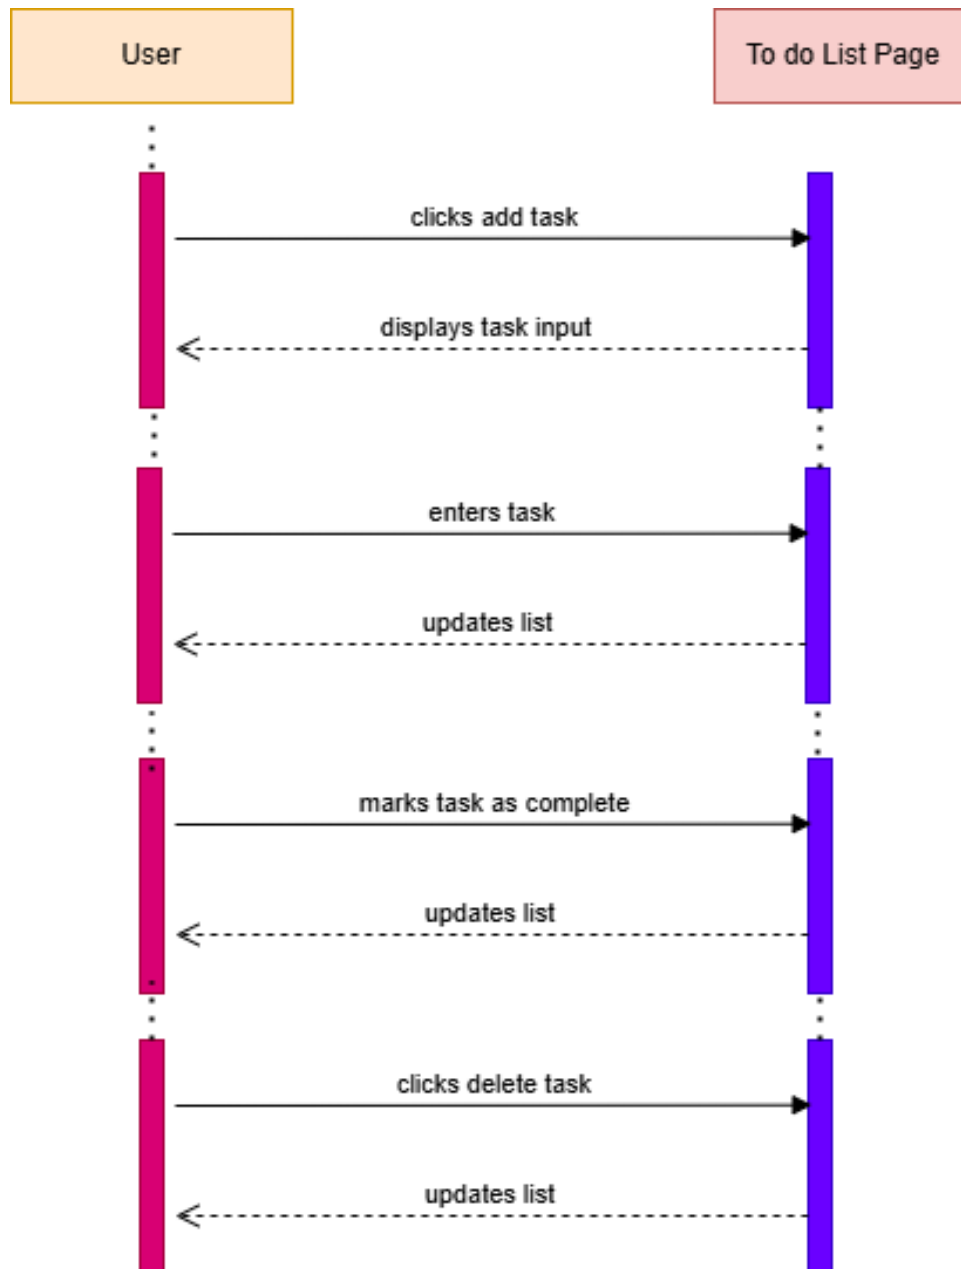 User
To do List Page
clicks add task
displays task input
enters task
updates list
marks task as complete
updates list
clicks delete task
updates list